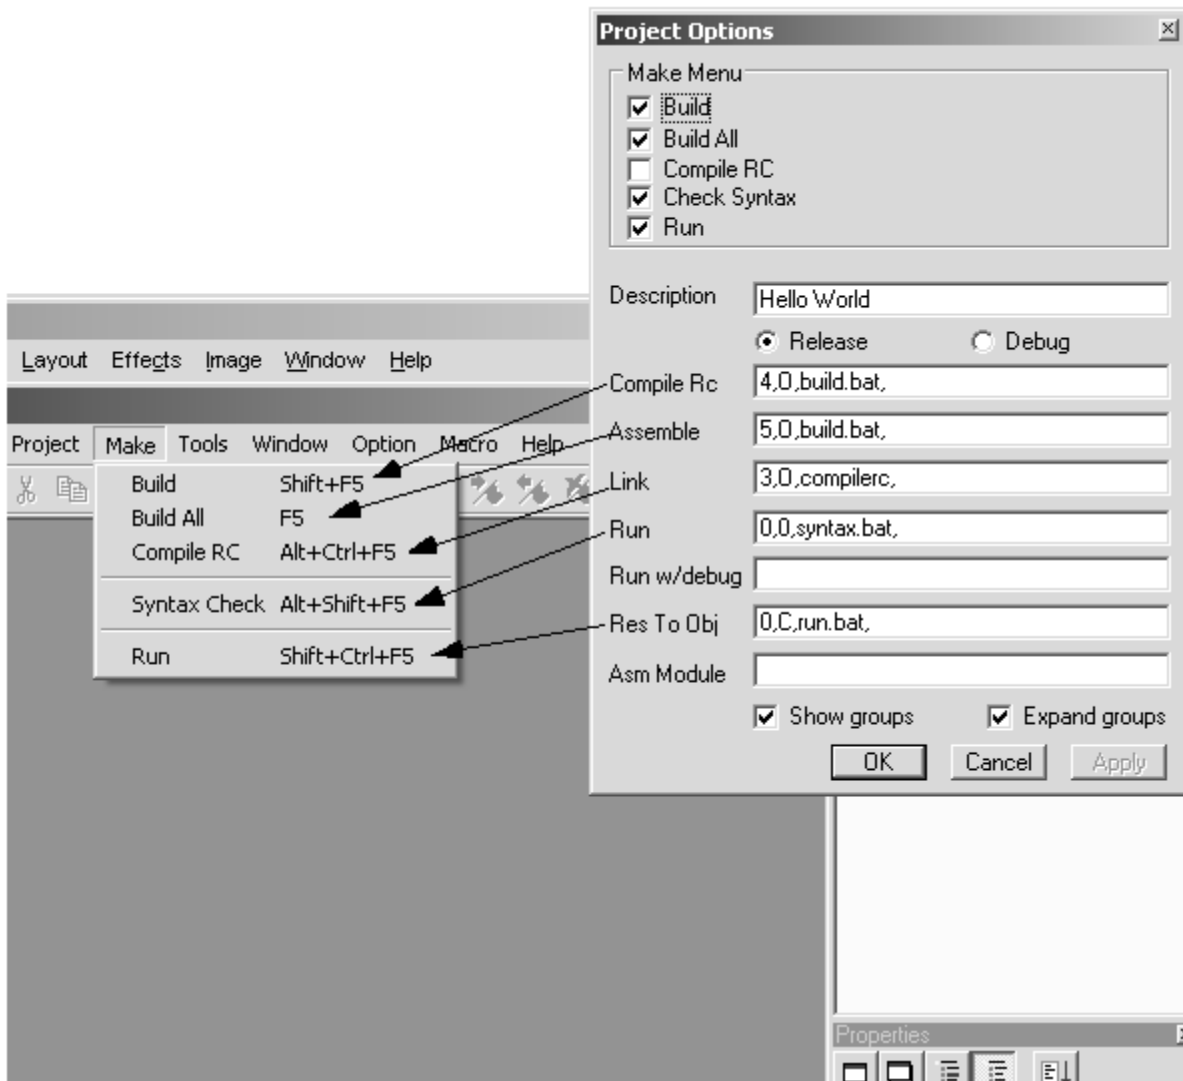 Project Options
Make Menu
Build
Build All
Compile RC
Check Syntax
Run
Description Hello World
Release Debug
Layout Effects Image Window Help
Compile Rc 4,O,build.bat,
Assemble 5,O,build.bat,
Project Make Tools Window Option Macro Help
Link 3,O,compilerc,
Build Shift+F5
Build All F5
Run 0,O,syntax.bat,
Compile RC Alt+Ctrl+F5
Run w/debug
Syntax Check Alt+Shift+F5
Res To Obj 0,C,run.bat,
Run Shift+Ctrl+F5
Asm Module
Show groups Expand groups
OK Cancel Apply
Properties